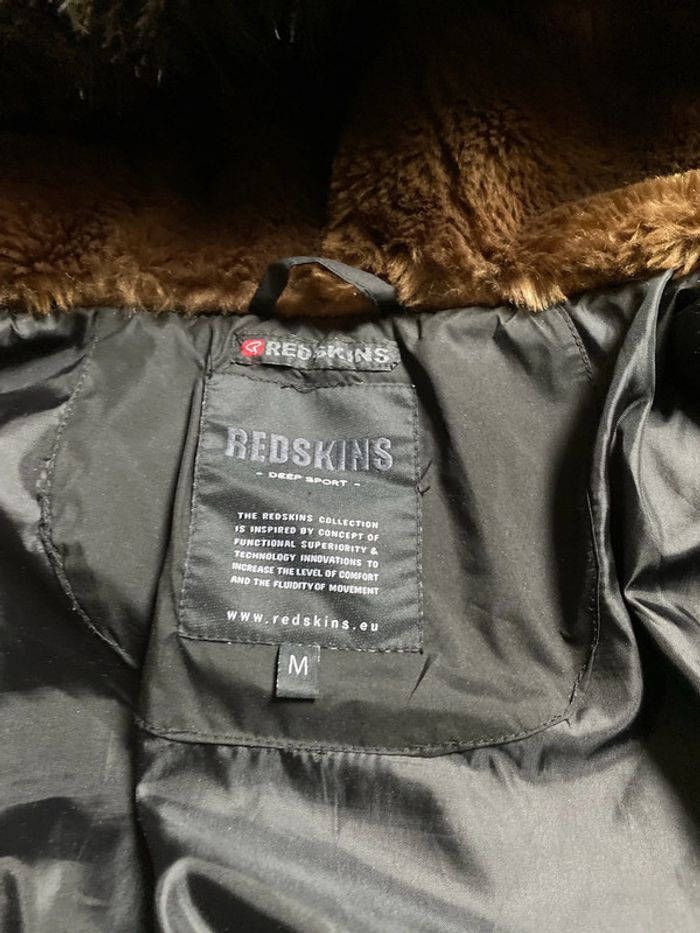 REDSKINS
REDSKINS
- DEEP SPORT -
THE REDSKINS COLLECTION
IS INSPIRED BY CONCEPT OF
FUNCTIONAL SUPERIORITY &
TECHNOLOGY INNOVATIONS TO
INCREASE THE LEVEL OF COMFORT
AND THE FLUIDITY OF MOVEMENT
www.redskins.eu
M